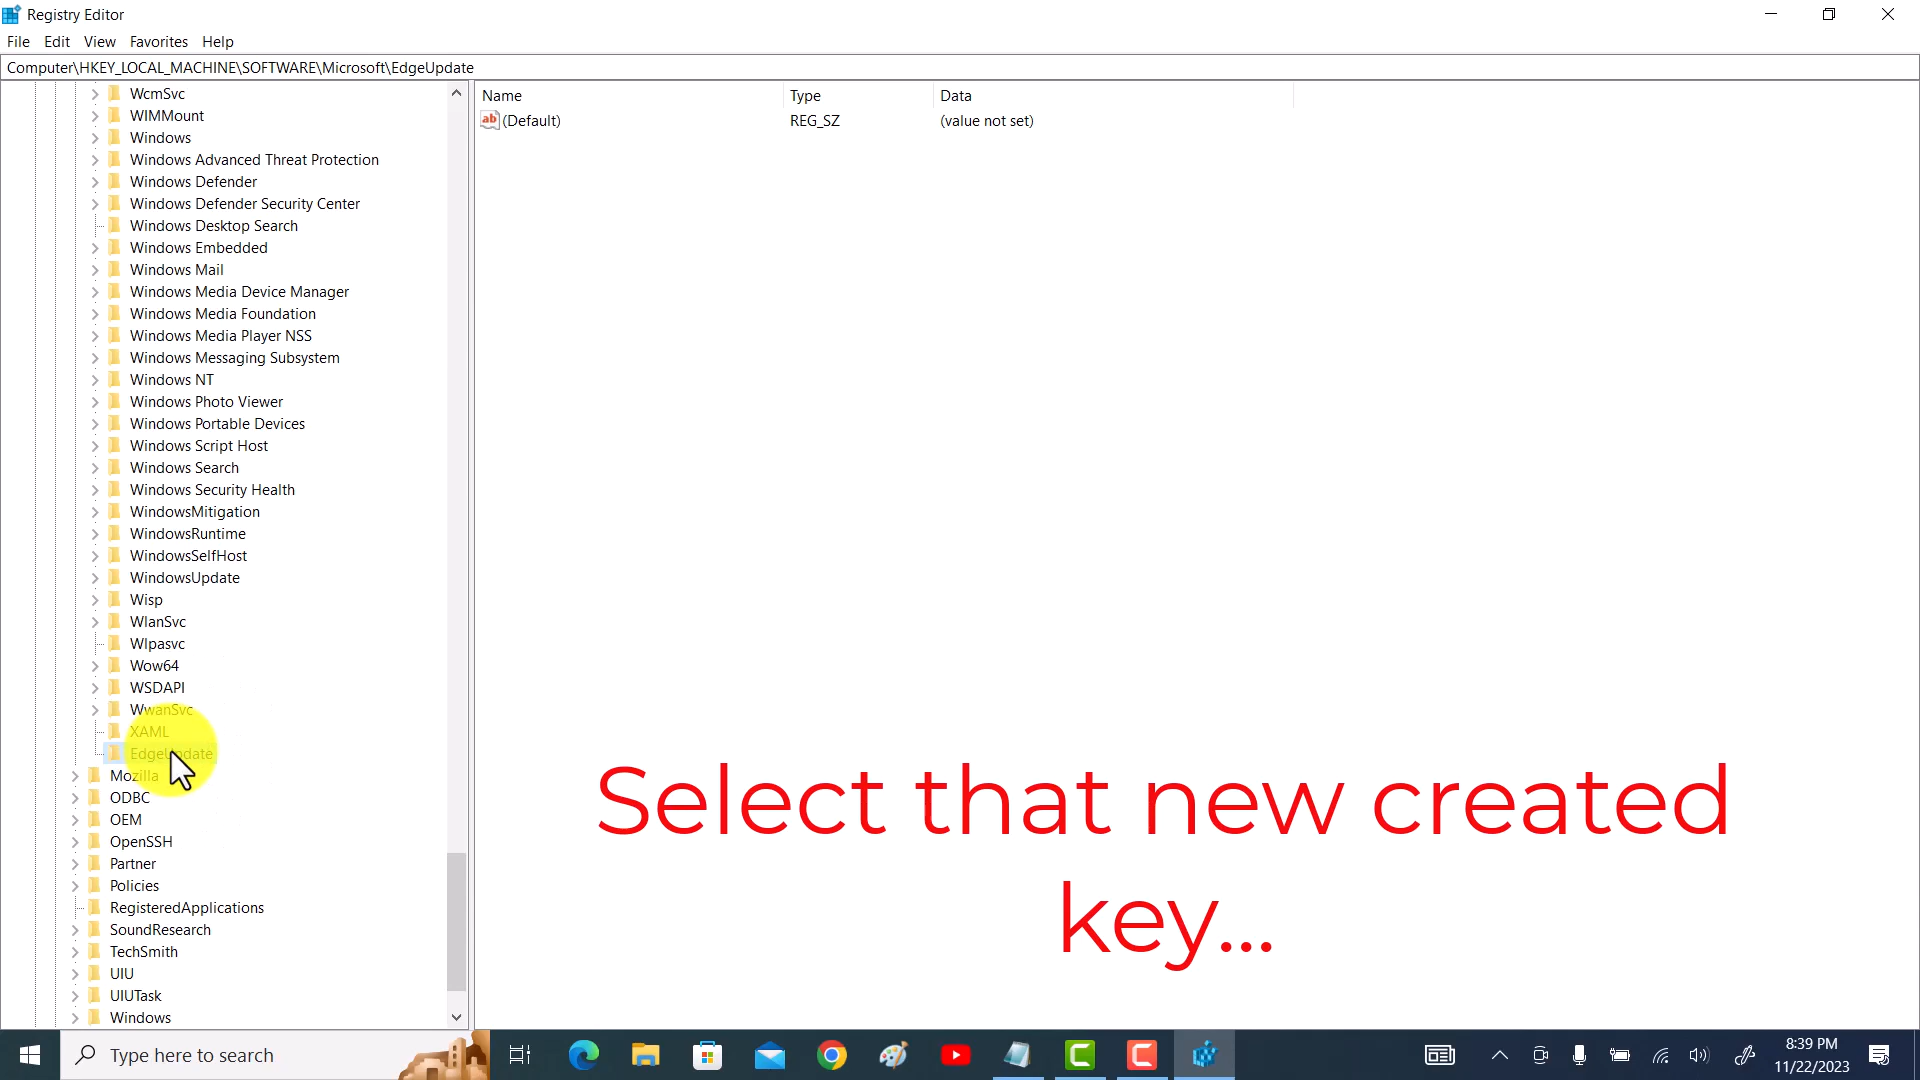 Registry Editor
File Edit View Favorites Help
Computer\HKEY_LOCAL_MACHINE\SOFTWARE\Microsoft\EdgeUpdate
WcmSvc
WIMMount
Windows
Windows Advanced Threat Protection
Windows Defender
Windows Defender Security Center
Windows Desktop Search
Windows Embedded
Windows Mail
Windows Media Device Manager
Windows Media Foundation
Windows Media Player NSS
Windows Messaging Subsystem
Windows NT
Windows Photo Viewer
Windows Portable Devices
Windows Script Host
Windows Search
Windows Security Health
WindowsMitigation
WindowsRuntime
WindowsSelfHost
WindowsUpdate
Wisp
WlanSvc
Wlpasvc
Wow64
WSDAPI
WwanSvc
XAML
EdgeUpdate
Mozilla
ODBC
OEM
OpenSSH
Partner
Policies
RegisteredApplications
SoundResearch
TechSmith
UIU
UIUTask
Windows
Name Type Data
ab (Default) REG_SZ (value not set)
Select that new created
key...
Type here to search
8:39 PM
11/22/2023